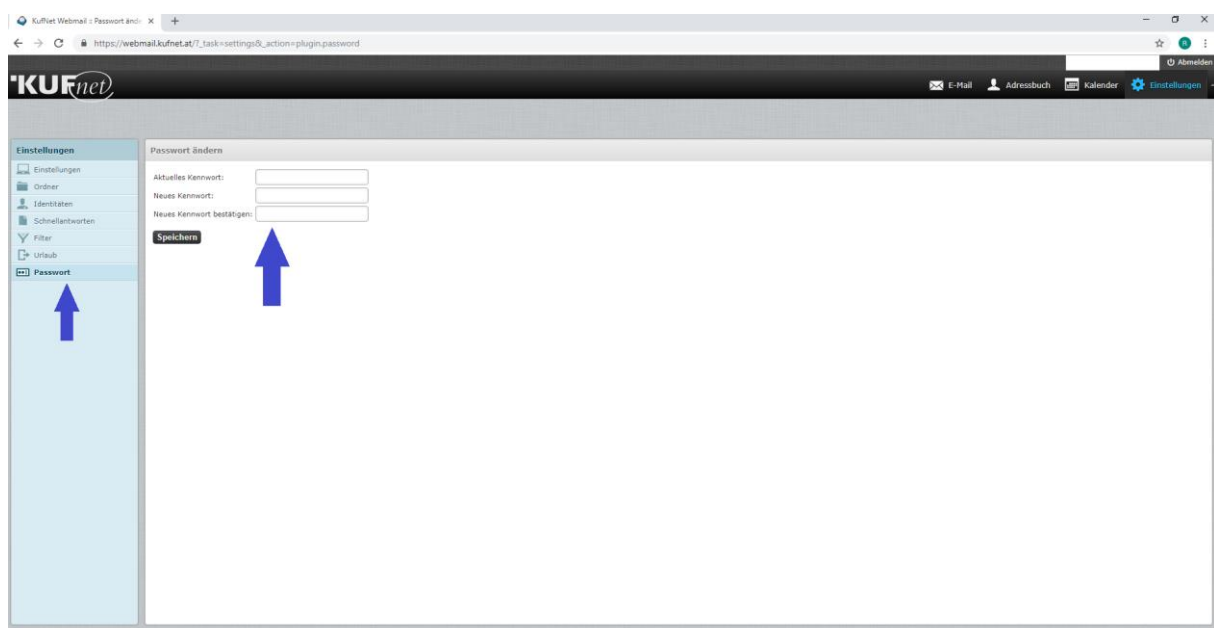 KufNet Webmail :: Passwort ände
https://webmail.kufnet.at/?_task=settings&_action=plugin.password
R
Abmelden
KUFnet
E-Mail Adressbuch Kalender Einstellungen
Einstellungen
Einstellungen
Ordner
Identitäten
Schnellantworten
Filter
Urlaub
Passwort
Passwort ändern
Aktuelles Kennwort:
Neues Kennwort:
Neues Kennwort bestätigen:
Speichern